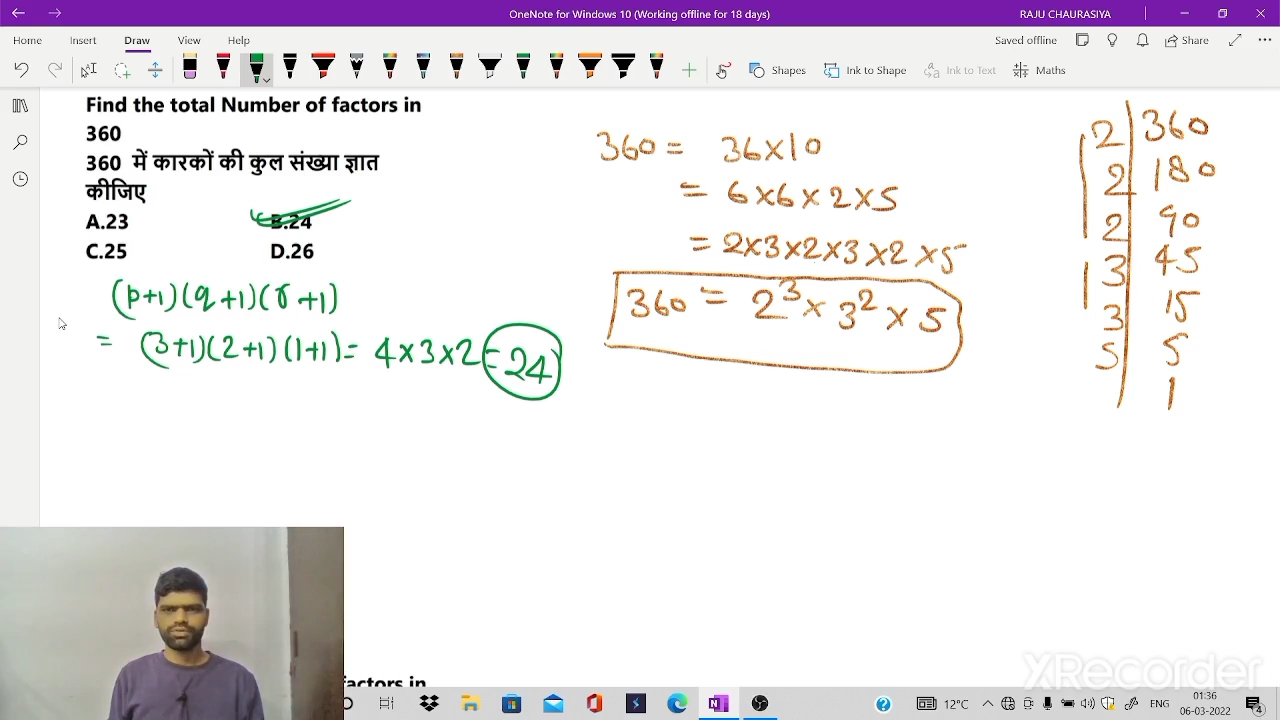 OneNote for Windows 10 (Working offline for 18 days)
RAJU CHAURASIYA
Home Insert Draw View Help
Saved offline Share
Shapes Ink to Shape Ink to Text Maths
Find the total Number of factors in
360
360 में कारकों की कुल संख्या ज्ञात
कीजिए
A.23 B.24
C.25 D.26
(p+1)(q+1)(r+1)
= (3+1)(2+1)(1+1) = 4×3×2 = 24
360 = 36×10
= 6×6×2×5
= 2×3×2×3×2×5
360 = 2³ × 3² × 5
2 360
2 180
2 90
3 45
3 15
5 5
1
factors in
XRecorder
12°C ENG 01:36
06-03-2022
4